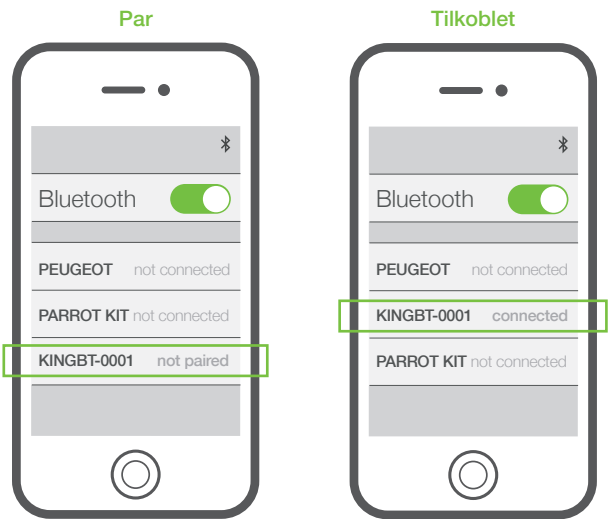 Par
Bluetooth
PEUGEOT not connected
PARROT KIT not connected
KINGBT-0001 not paired
Tilkoblet
Bluetooth
PEUGEOT not connected
KINGBT-0001 connected
PARROT KIT not connected